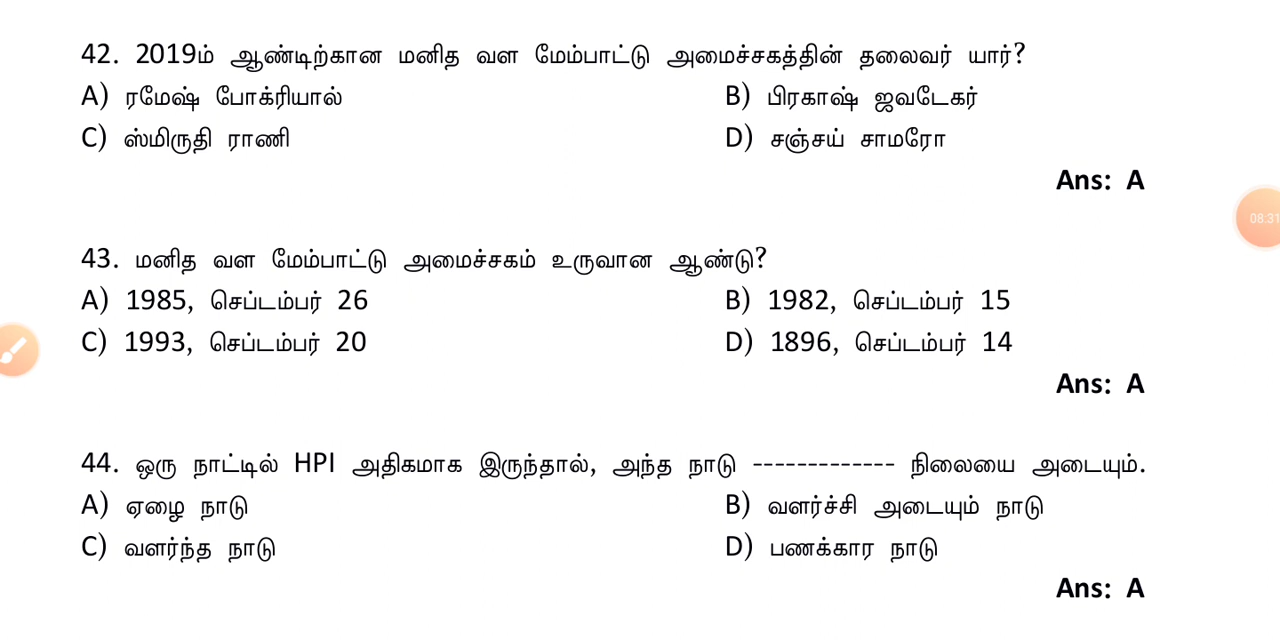 42. 2019ம் ஆண்டிற்கான மனித வள மேம்பாட்டு அமைச்சகத்தின் தலைவர் யார்?
A) ரமேஷ் போக்ரியால் B) பிரகாஷ் ஜவடேகர்
C) ஸ்மிருதி ராணி D) சஞ்சய் சாமரோ
Ans: A
08:31
43. மனித வள மேம்பாட்டு அமைச்சகம் உருவான ஆண்டு?
A) 1985, செப்டம்பர் 26 B) 1982, செப்டம்பர் 15
C) 1993, செப்டம்பர் 20 D) 1896, செப்டம்பர் 14
Ans: A
44. ஒரு நாட்டில் HPI அதிகமாக இருந்தால், அந்த நாடு ------------- நிலையை அடையும்.
A) ஏழை நாடு B) வளர்ச்சி அடையும் நாடு
C) வளர்ந்த நாடு D) பணக்கார நாடு
Ans: A